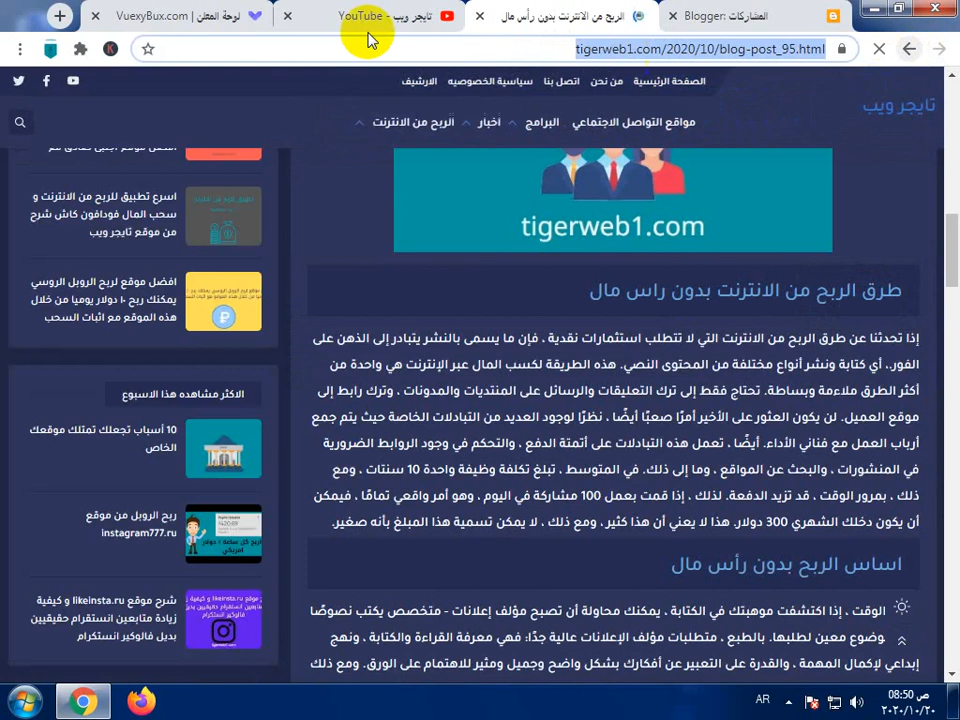 المشاركات: Blogger
الربح من الانترنت بدون رأس مال
تايجر ويب - YouTube
لوحة المعلن | VuexyBux.com
tigerweb1.com/2020/10/blog-post_95.html
الصفحة الرئيسية
من نحن
اتصل بنا
سياسية الخصوصيه
الارشيف
تايجر ويب
مواقع التواصل الاجتماعي
البرامج
أخبار
الربح من الانترنت
tigerweb1.com
طرق الربح من الانترنت بدون راس مال
إذا تحدثنا عن طرق الربح من الانترنت التي لا تتطلب استثمارات نقدية ، فإن ما يسمى بالنشر يتبادر إلى الذهن على
الفور.. أي كتابة ونشر أنواع مختلفة من المحتوى النصي. هذه الطريقة لكسب المال عبر الإنترنت هي واحدة من
أكثر الطرق ملاءمة وبساطة. تحتاج فقط إلى ترك التعليقات والرسائل على المنتديات والمدونات ، وترك رابط إلى
موقع العميل. لن يكون العثور على الأخير أمرًا صعبًا أيضًا ، نظرًا لوجود العديد من التبادلات الخاصة حيث يتم جمع
أرباب العمل مع فناني الأداء. أيضًا ، تعمل هذه التبادلات على أتمتة الدفع ، والتحكم في وجود الروابط الضرورية
في المنشورات ، والبحث عن المواقع ، وما إلى ذلك. في المتوسط ، تبلغ تكلفة وظيفة واحدة 10 سنتات ، ومع
ذلك ، بمرور الوقت ، قد تزيد الدفعة. لذلك ، إذا قمت بعمل 100 مشاركة في اليوم ، وهو أمر واقعي تمامًا ، فيمكن
أن يكون دخلك الشهري 300 دولار. هذا لا يعني أن هذا كثير ، ومع ذلك ، لا يمكن تسمية هذا المبلغ بأنه صغير.
اساس الربح بدون رأس مال
الوقت ، إذا اكتشفت موهبتك في الكتابة ، يمكنك محاولة أن تصبح مؤلف إعلانات - متخصص يكتب نصوصًا
وضوع معين لطلبها. بالطبع ، متطلبات مؤلف الإعلانات عالية جدًا: فهي معرفة القراءة والكتابة ، ونهج
إبداعي لإكمال المهمة ، والقدرة على التعبير عن أفكارك بشكل واضح وجميل ومثير للاهتمام على الورق. ومع ذلك
افضل موقع اجنبي صادق مع
اسرع تطبيق للربح من الانترنت و
سحب المال فودافون كاش شرح
من موقع تايجر ويب
افضل موقع لربح الروبل الروسي
يمكنك ربح ١٠ دولار يوميا من خلال
هذه الموقع مع اثبات السحب
الاكثر مشاهده هذا الاسبوع
10 أسباب تجعلك تمتلك موقعك
الخاص
ربح الروبل من موقع
instagram777.ru
شرح موقع likeinsta.ru و كيفية
زيادة متابعين انستقرام حقيقيين
بديل فالوكير انستكرام
AR
08:50 ص
٢٠٢٠/١٠/٢٠